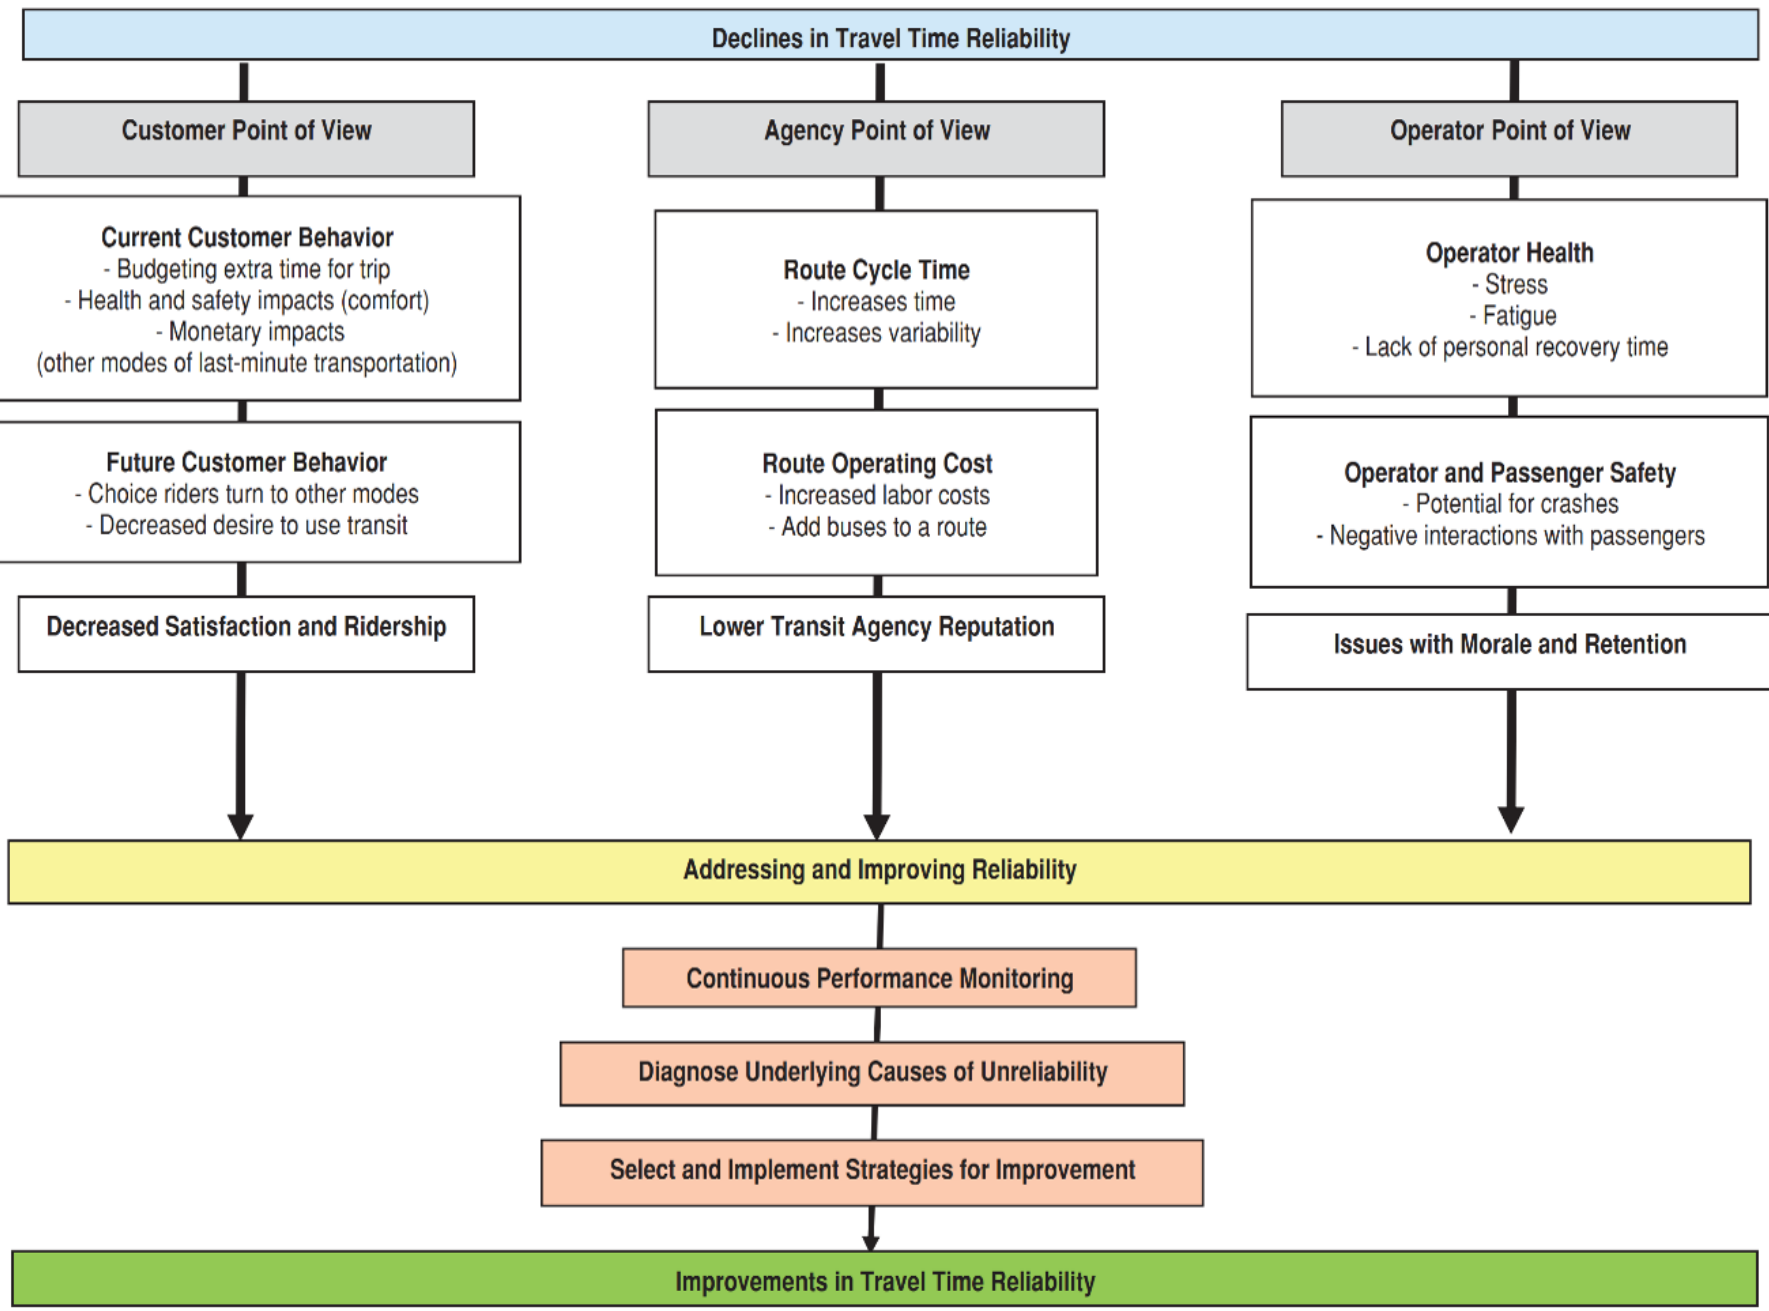 Declines in Travel Time Reliability
Customer Point of View
Current Customer Behavior
- Budgeting extra time for trip
- Health and safety impacts (comfort)
- Monetary impacts
(other modes of last-minute transportation)
Future Customer Behavior
- Choice riders turn to other modes
- Decreased desire to use transit
Decreased Satisfaction and Ridership
Agency Point of View
Route Cycle Time
- Increases time
- Increases variability
Route Operating Cost
- Increased labor costs
- Add buses to a route
Lower Transit Agency Reputation
Operator Point of View
Operator Health
- Stress
- Fatigue
- Lack of personal recovery time
Operator and Passenger Safety
- Potential for crashes
- Negative interactions with passengers
Issues with Morale and Retention
Addressing and Improving Reliability
Continuous Performance Monitoring
Diagnose Underlying Causes of Unreliability
Select and Implement Strategies for Improvement
Improvements in Travel Time Reliability